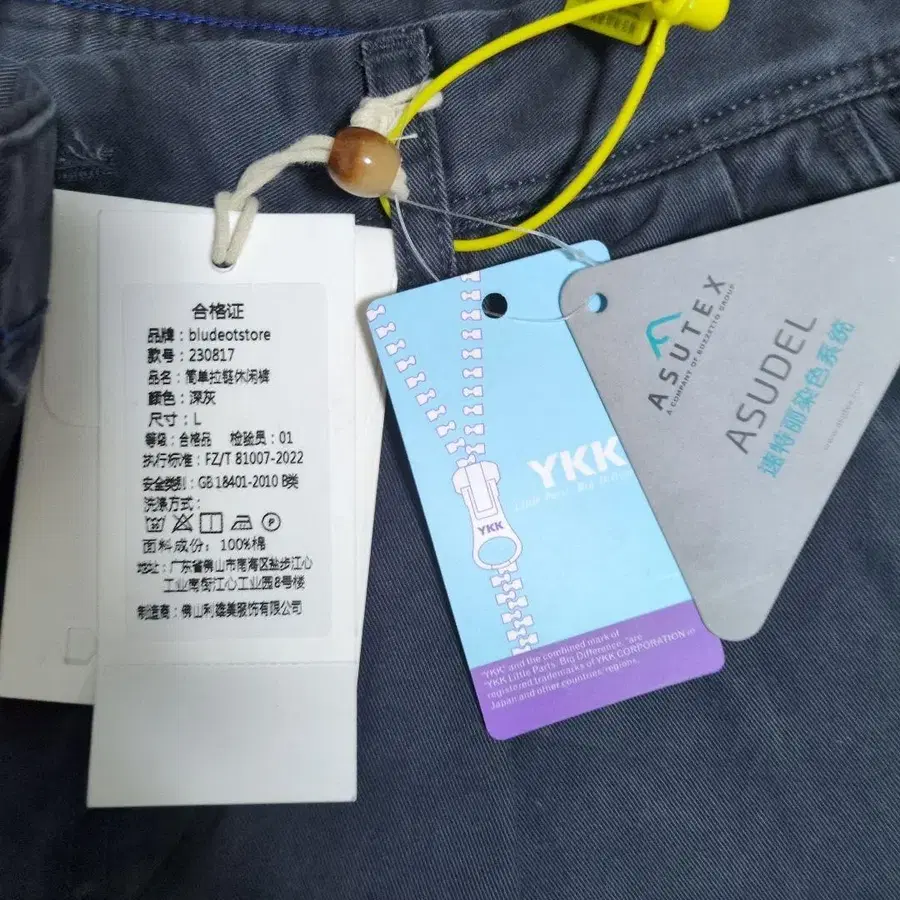 合格证
品牌：bludeotstore
款号：230817
品名：简单拉链休闲裤
颜色：深灰
尺寸：L
等级：合格品 检验员：01
执行标准：FZ/T 81007-2022
安全类别：GB 18401-2010 B类
洗涤方式：
P
面料成份：100%棉
地址：广东省佛山市南海区盐步江心
工业南街江心工业园8号楼
制造商：佛山利雄美服饰有限公司
YKK
Little Parts. Big
YKK
"YKK" and the combined mark of
"YKK Little Parts. Big Difference." are
registered trademarks of YKK CORPORATION in
Japan and other countries/regions.
ASUTEX
A COMPANY OF BUZZETTO GROUP
ASUDEL
速特丽染色系统